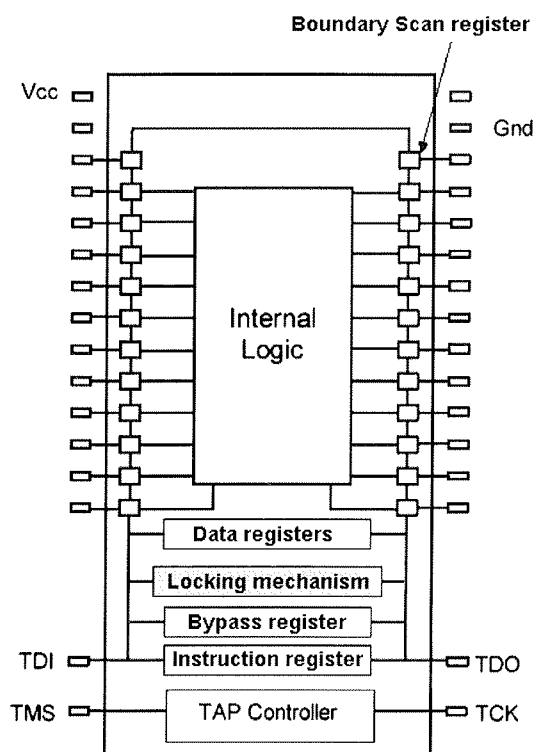 Boundary Scan register
Vcc
Gnd
Internal
Logic
Data registers
Locking mechanism
Bypass register
TDI
Instruction register
TDO
TMS
TAP Controller
TCK